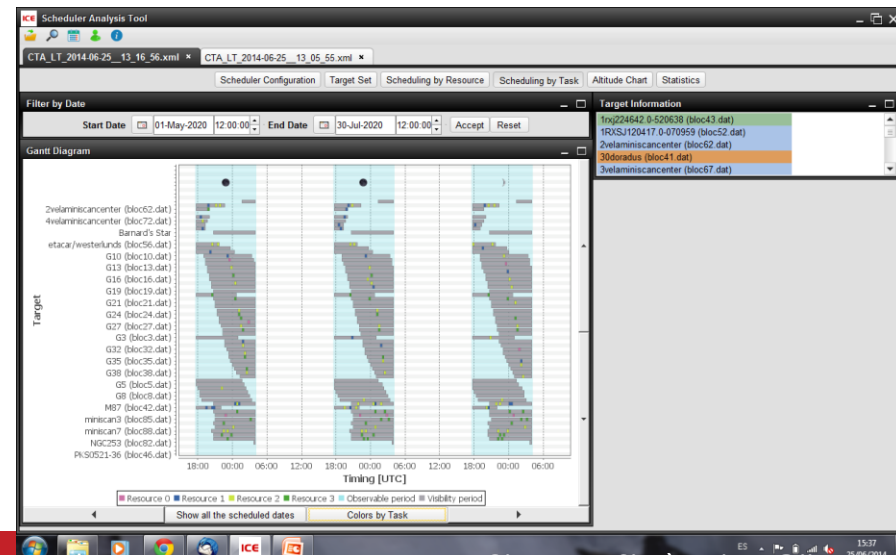 ICE Scheduler Analysis Tool
CTA_LT_2014-06-25__13_16_56.xml × CTA_LT_2014-06-25__13_05_55.xml ×
Scheduler Configuration Target Set Scheduling by Resource Scheduling by Task Altitude Chart Statistics
Filter by Date
Start Date 01-May-2020 12:00:00 End Date 30-Jul-2020 12:00:00 Accept Reset
Target Information
1rxj224642.0-520638 (bloc43.dat)
1RXSJ120417.0-070959 (bloc52.dat)
2velaminiscancenter (bloc62.dat)
30doradus (bloc41.dat)
3velaminiscancenter (bloc67.dat)
Gantt Diagram
Target
2velaminiscancenter (bloc62.dat)
4velaminiscancenter (bloc72.dat)
Barnard's Star
etacar/westerlunds (bloc56.dat)
G10 (bloc10.dat)
G13 (bloc13.dat)
G16 (bloc16.dat)
G19 (bloc19.dat)
G21 (bloc21.dat)
G24 (bloc24.dat)
G27 (bloc27.dat)
G3 (bloc3.dat)
G32 (bloc32.dat)
G35 (bloc35.dat)
G38 (bloc38.dat)
G5 (bloc5.dat)
G8 (bloc8.dat)
M87 (bloc42.dat)
miniscan3 (bloc85.dat)
miniscan7 (bloc88.dat)
NGC253 (bloc82.dat)
PKS0521-36 (bloc46.dat)
18:00 00:00 06:00 12:00 18:00 00:00 06:00 12:00 18:00 00:00 06:00
Timing [UTC]
Resource 0 Resource 1 Resource 2 Resource 3 Observable period Visibility period
Show all the scheduled dates Colors by Task
ICE ES 15:37
25/06/2014